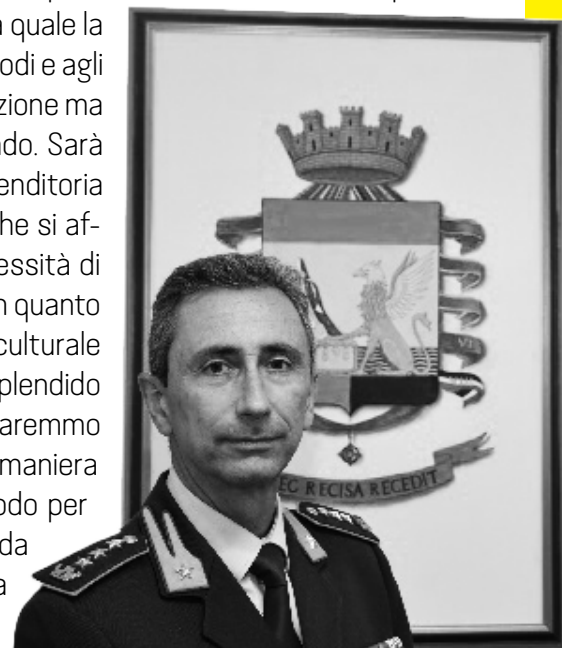 a quale la
odi e agli
zione ma
do. Sarà
enditoria
he si af-
essità di
n quanto
culturale
plendido
aremmo
maniera
odo per
da
a
EC RECISA RECEDIT